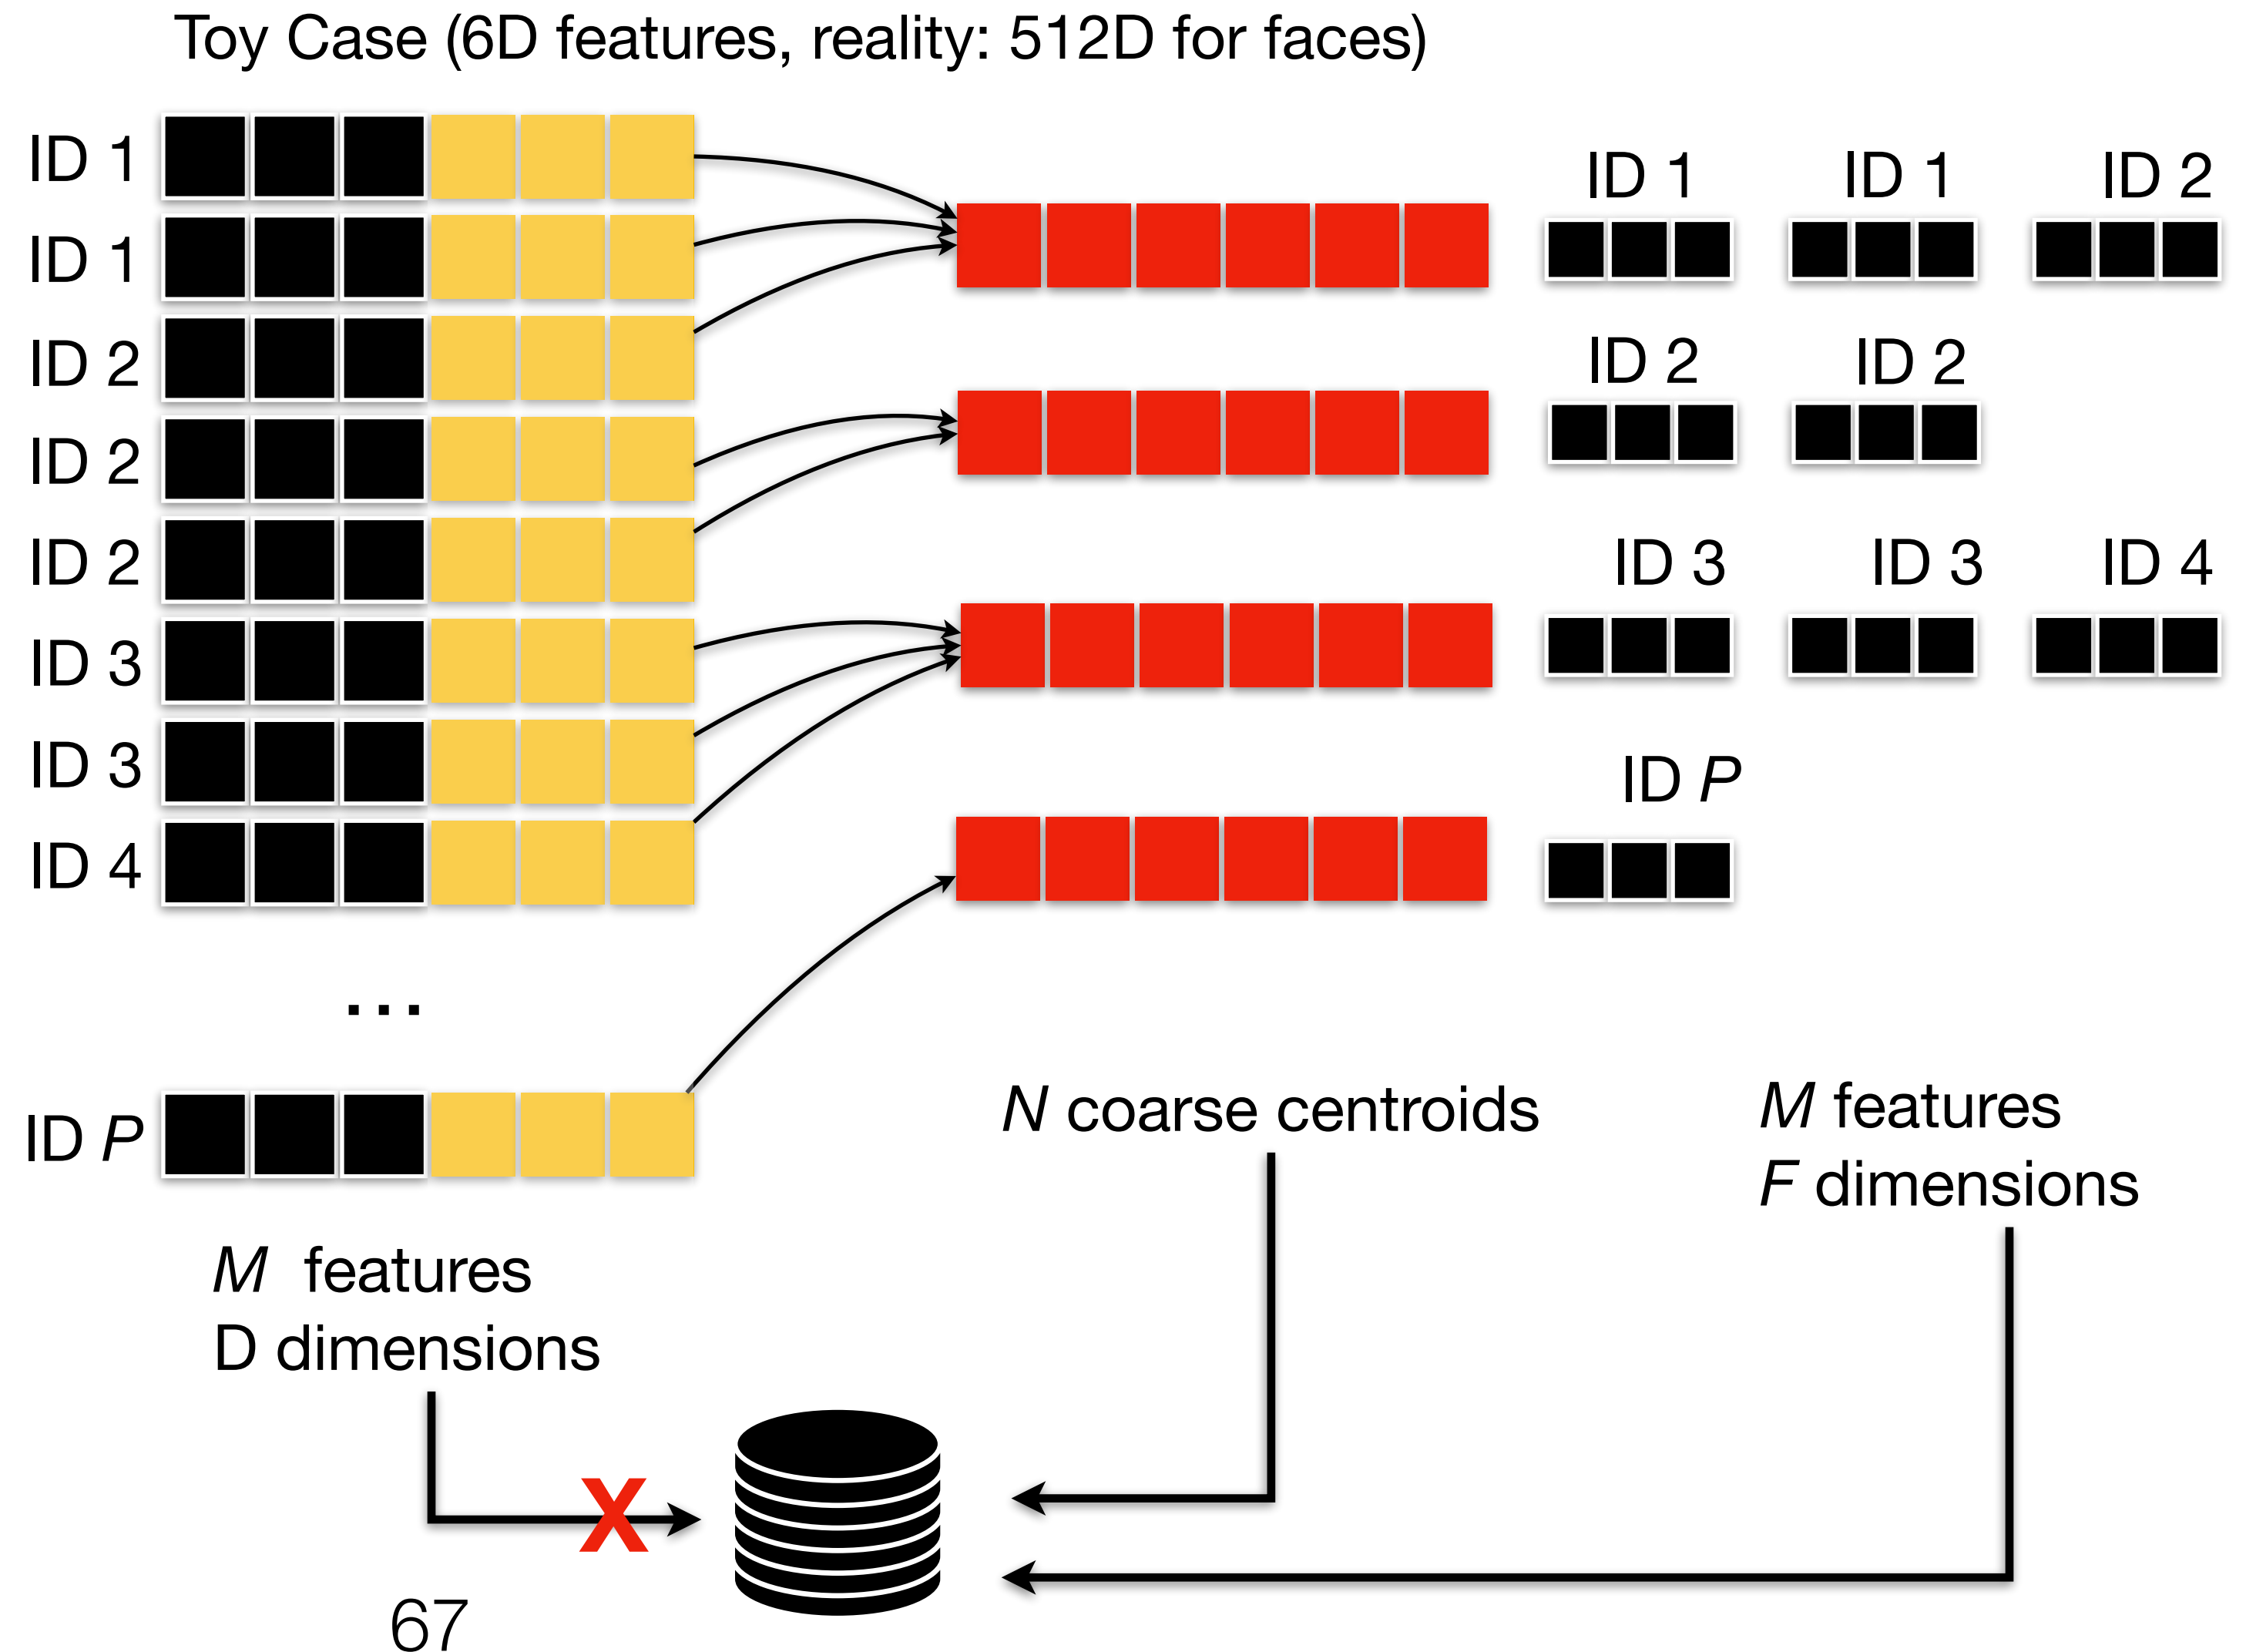 Toy Case (6D features, reality: 512D for faces)
ID 1
ID 1
ID 2
ID 2
ID 2
ID 3
ID 3
ID 4
...
ID P
M features
D dimensions
ID 1 ID 1 ID 2
ID 2 ID 2
ID 3 ID 3 ID 4
ID P
N coarse centroids
M features
F dimensions
X
67